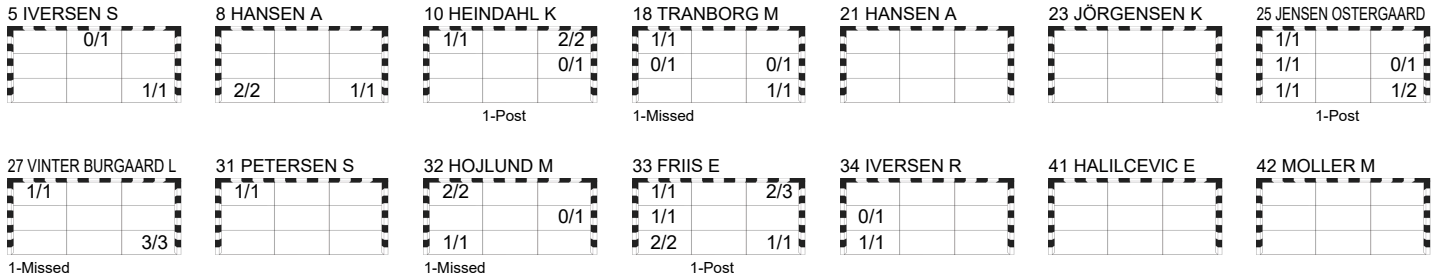 5 IVERSEN S 8 HANSEN A 10 HEINDAHL K 18 TRANBORG M 21 HANSEN A 23 JÖRGENSEN K 25 JENSEN OSTERGAARD
0/1 1/1 2/2 1/1 1/1
0/1 0/1 0/1 1/1 0/1
1/1 2/2 1/1 1/1 1/1 1/2
1-Post 1-Missed 1-Post
27 VINTER BURGAARD L 31 PETERSEN S 32 HOJLUND M 33 FRIIS E 34 IVERSEN R 41 HALILCEVIC E 42 MOLLER M
1/1 1/1 2/2 1/1 2/3
0/1 1/1 0/1
3/3 1/1 2/2 1/1 1/1
1-Missed 1-Missed 1-Post